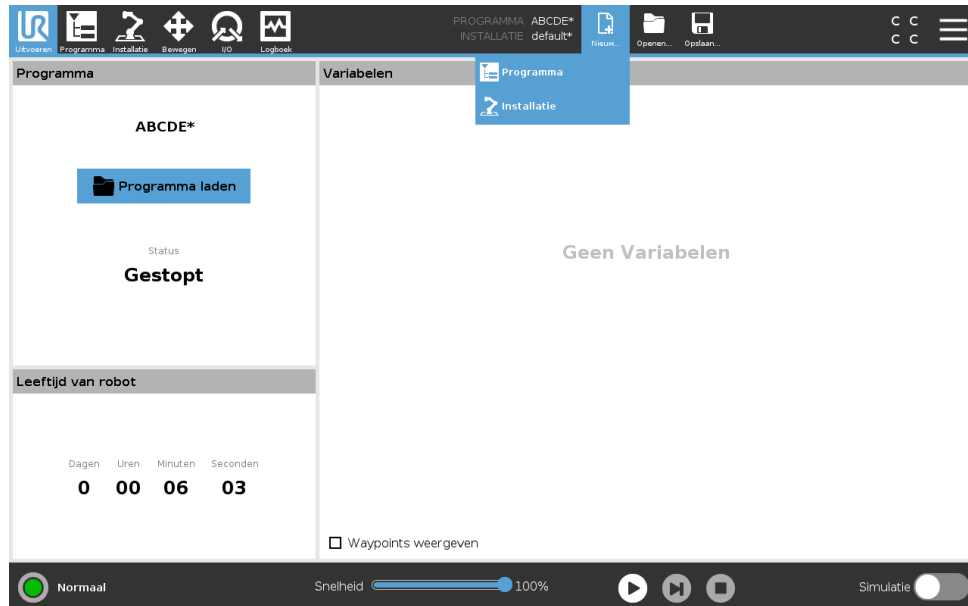 UR
Uitvoeren
Programma
Installatie
Bewegen
I/O
Logboek
PROGRAMMA ABCDE*
INSTALLATIE default*
Nieuw...
Openen...
Opslaan...
C C
C C
Programma
Installatie
Programma
ABCDE*
Programma laden
Status
Gestopt
Variabelen
Geen Variabelen
Leeftijd van robot
Dagen Uren Minuten Seconden
0 00 06 03
Waypoints weergeven
Normaal
Snelheid 100%
Simulatie